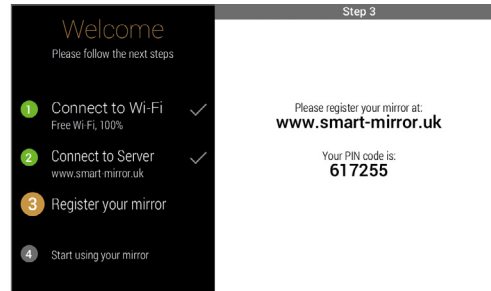 Welcome
Please follow the next steps
1 Connect to Wi-Fi
Free Wi-Fi, 100%
2 Connect to Server
www.smart-mirror.uk
3 Register your mirror
4 Start using your mirror
Step 3
Please register your mirror at:
www.smart-mirror.uk
Your PIN code is:
617255